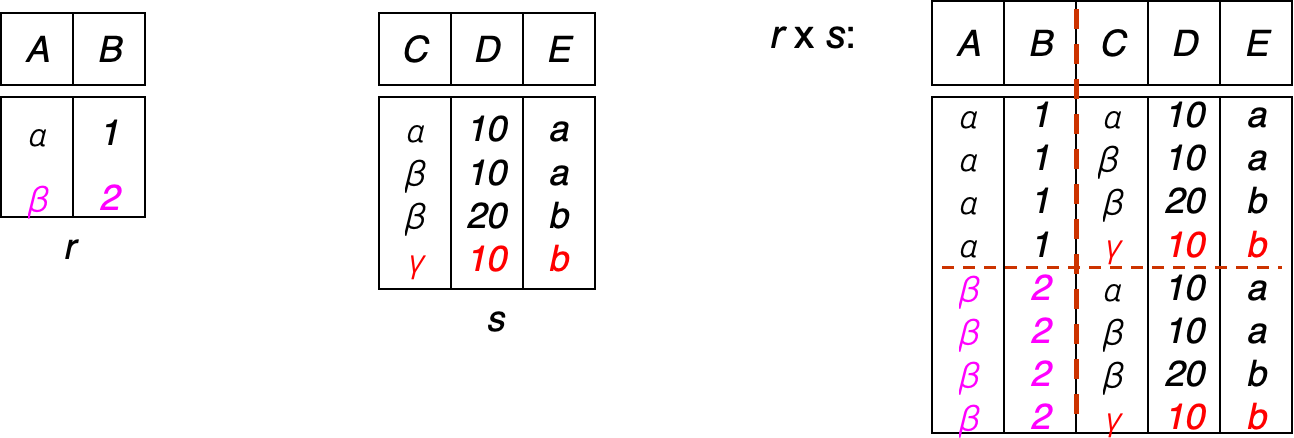 A B
α 1
β 2
r
C D E
α 10 a
β 10 a
β 20 b
γ 10 b
s
r x s:
A B C D E
α 1 α 10 a
α 1 β 10 a
α 1 β 20 b
α 1 γ 10 b
β 2 α 10 a
β 2 β 10 a
β 2 β 20 b
β 2 γ 10 b